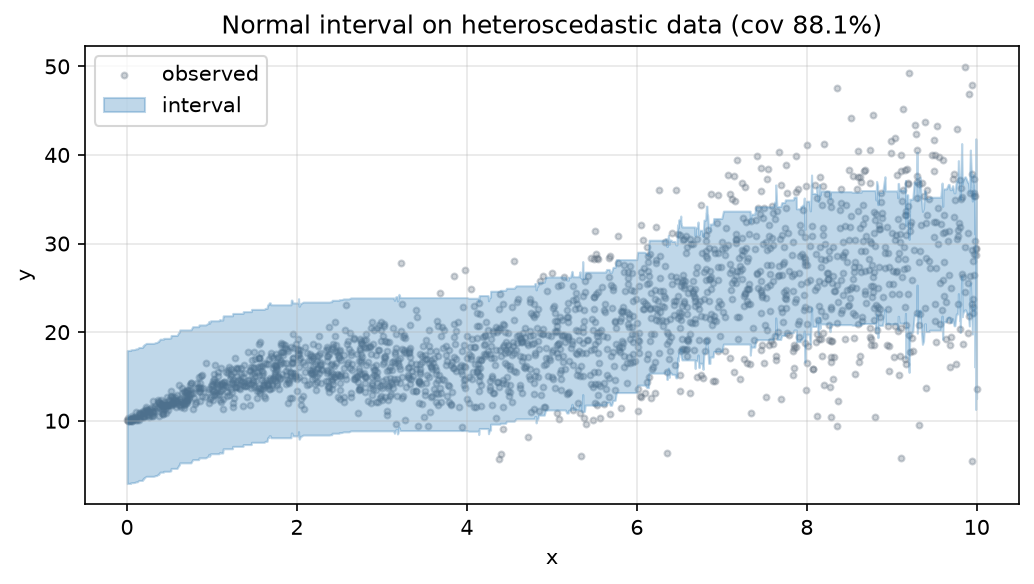 Normal interval on heteroscedastic data (cov 88.1%)
observed
interval
50
40
30
20
10
y
0 2 4 6 8 10
x